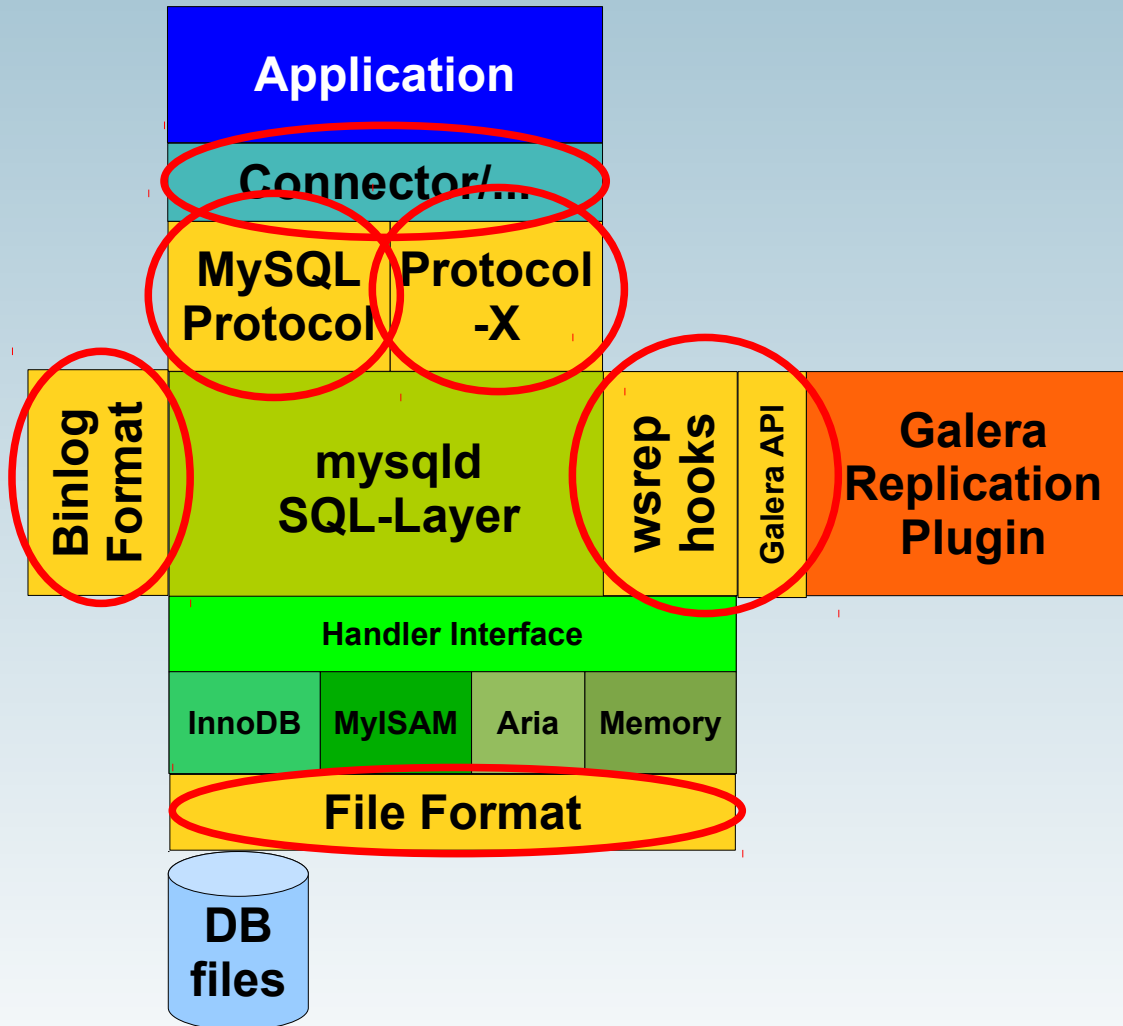 Application
Connector/...
MySQL
Protocol
Protocol
-X
Binlog
Format
mysqld
SQL-Layer
wsrep
hooks
Galera API
Galera
Replication
Plugin
Handler Interface
InnoDB
MyISAM
Aria
Memory
File Format
DB
files